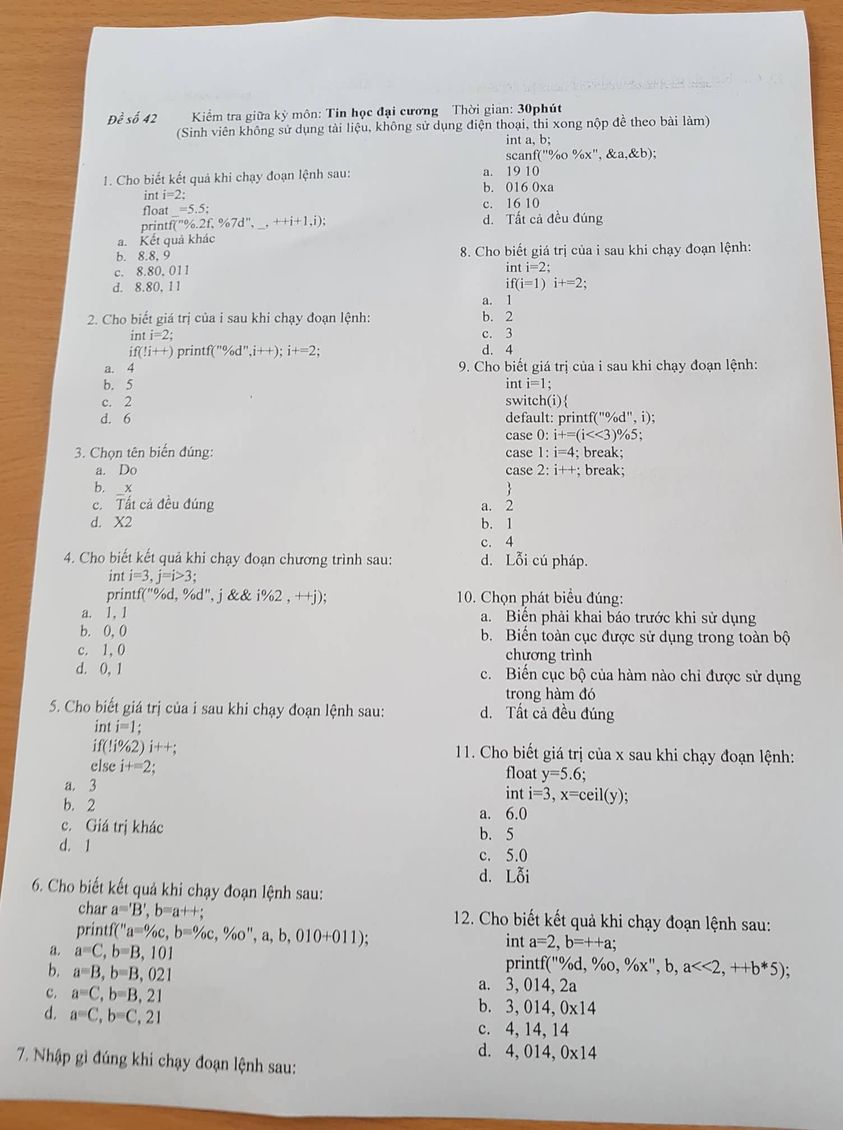 Đề số 42 Kiểm tra giữa kỳ môn: Tin học đại cương Thời gian: 30phút
(Sinh viên không sử dụng tài liệu, không sử dụng điện thoại, thi xong nộp đề theo bài làm)
1. Cho biết kết quả khi chạy đoạn lệnh sau:
int i=2;
float _=5.5;
printf("%.2f, %7d", _, ++i+1,i);
a. Kết quả khác
b. 8.8, 9
c. 8.80, 011
d. 8.80, 11
2. Cho biết giá trị của i sau khi chạy đoạn lệnh:
int i=2;
if(!i++) printf("%d",i++); i+=2;
a. 4
b. 5
c. 2
d. 6
3. Chọn tên biến đúng:
a. Do
b. _x
c. Tất cả đều đúng
d. X2
4. Cho biết kết quả khi chạy đoạn chương trình sau:
int i=3, j=i>3;
printf("%d, %d", j && i%2 , ++j);
a. 1, 1
b. 0, 0
c. 1, 0
d. 0, 1
5. Cho biết giá trị của i sau khi chạy đoạn lệnh sau:
int i=1;
if(!i%2) i++;
else i+=2;
a. 3
b. 2
c. Giá trị khác
d. 1
6. Cho biết kết quả khi chạy đoạn lệnh sau:
char a='B', b=a++;
printf("a=%c, b=%c, %o", a, b, 010+011);
a. a=C, b=B, 101
b. a=B, b=B, 021
c. a=C, b=B, 21
d. a=C, b=C, 21
7. Nhập gì đúng khi chạy đoạn lệnh sau:
int a, b;
scanf("%o %x", &a,&b);
a. 19 10
b. 016 0xa
c. 16 10
d. Tất cả đều đúng
8. Cho biết giá trị của i sau khi chạy đoạn lệnh:
int i=2;
if(i=1) i+=2;
a. 1
b. 2
c. 3
d. 4
9. Cho biết giá trị của i sau khi chạy đoạn lệnh:
int i=1;
switch(i){
default: printf("%d", i);
case 0: i+=(i<<3)%5;
case 1: i=4; break;
case 2: i++; break;
}
a. 2
b. 1
c. 4
d. Lỗi cú pháp.
10. Chọn phát biểu đúng:
a. Biến phải khai báo trước khi sử dụng
b. Biến toàn cục được sử dụng trong toàn bộ
chương trình
c. Biến cục bộ của hàm nào chỉ được sử dụng
trong hàm đó
d. Tất cả đều đúng
11. Cho biết giá trị của x sau khi chạy đoạn lệnh:
float y=5.6;
int i=3, x=ceil(y);
a. 6.0
b. 5
c. 5.0
d. Lỗi
12. Cho biết kết quả khi chạy đoạn lệnh sau:
int a=2, b=++a;
printf("%d, %o, %x", b, a<<2, ++b*5);
a. 3, 014, 2a
b. 3, 014, 0x14
c. 4, 14, 14
d. 4, 014, 0x14